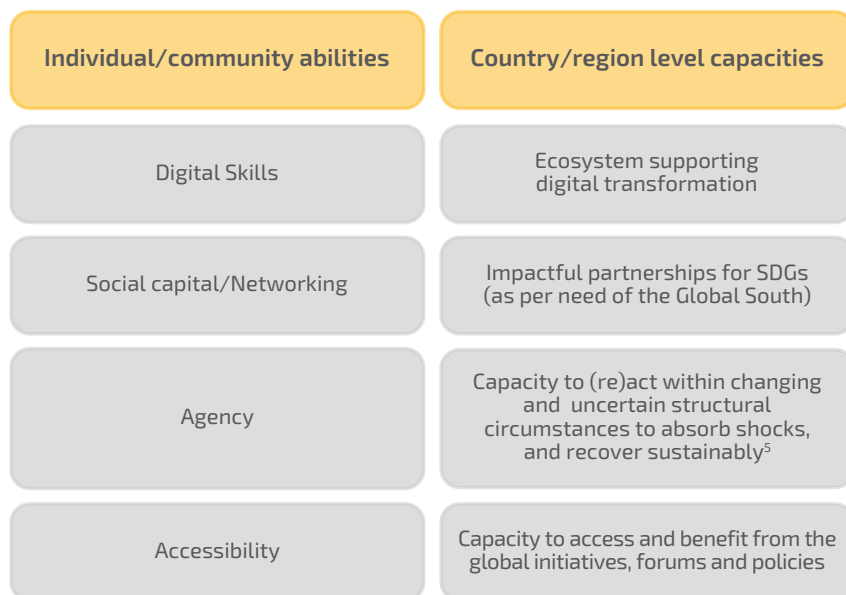 Individual/community abilities
Country/region level capacities
Digital Skills
Ecosystem supporting
digital transformation
Social capital/Networking
Impactful partnerships for SDGs
(as per need of the Global South)
Agency
Capacity to (re)act within changing
and uncertain structural
circumstances to absorb shocks,
and recover sustainably⁵
Accessibility
Capacity to access and benefit from the
global initiatives, forums and policies